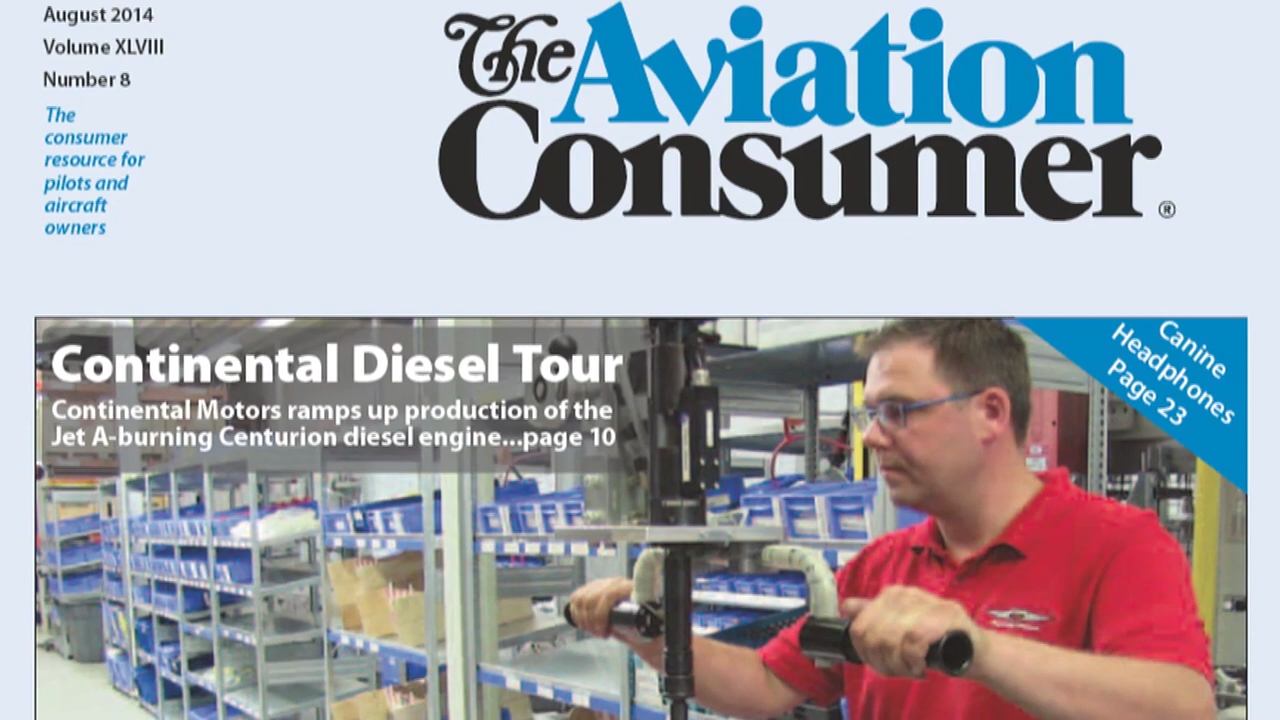 August 2014
Volume XLVIII
Number 8
The
consumer
resource for
pilots and
aircraft
owners
The Aviation
Consumer®
Continental Diesel Tour
Continental Motors ramps up production of the
Jet A-burning Centurion diesel engine...page 10
Canine
Headphones
Page 23